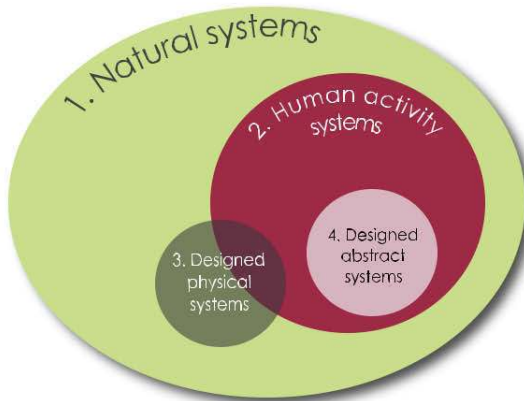 1. Natural systems
2. Human activity
systems
3. Designed
physical
systems
4. Designed
abstract
systems